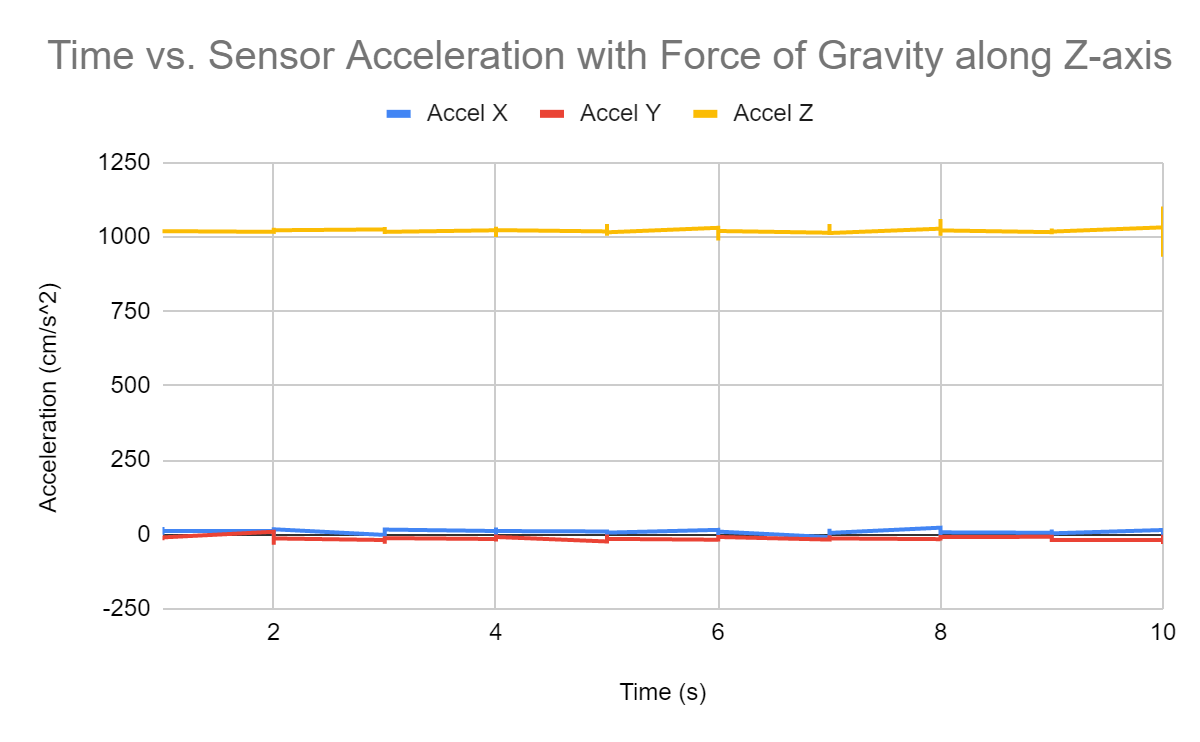 Time vs. Sensor Acceleration with Force of Gravity along Z-axis
Accel X Accel Y Accel Z
1250
1000
750
500
250
0
-250
Acceleration (cm/s^2)
2 4 6 8 10
Time (s)